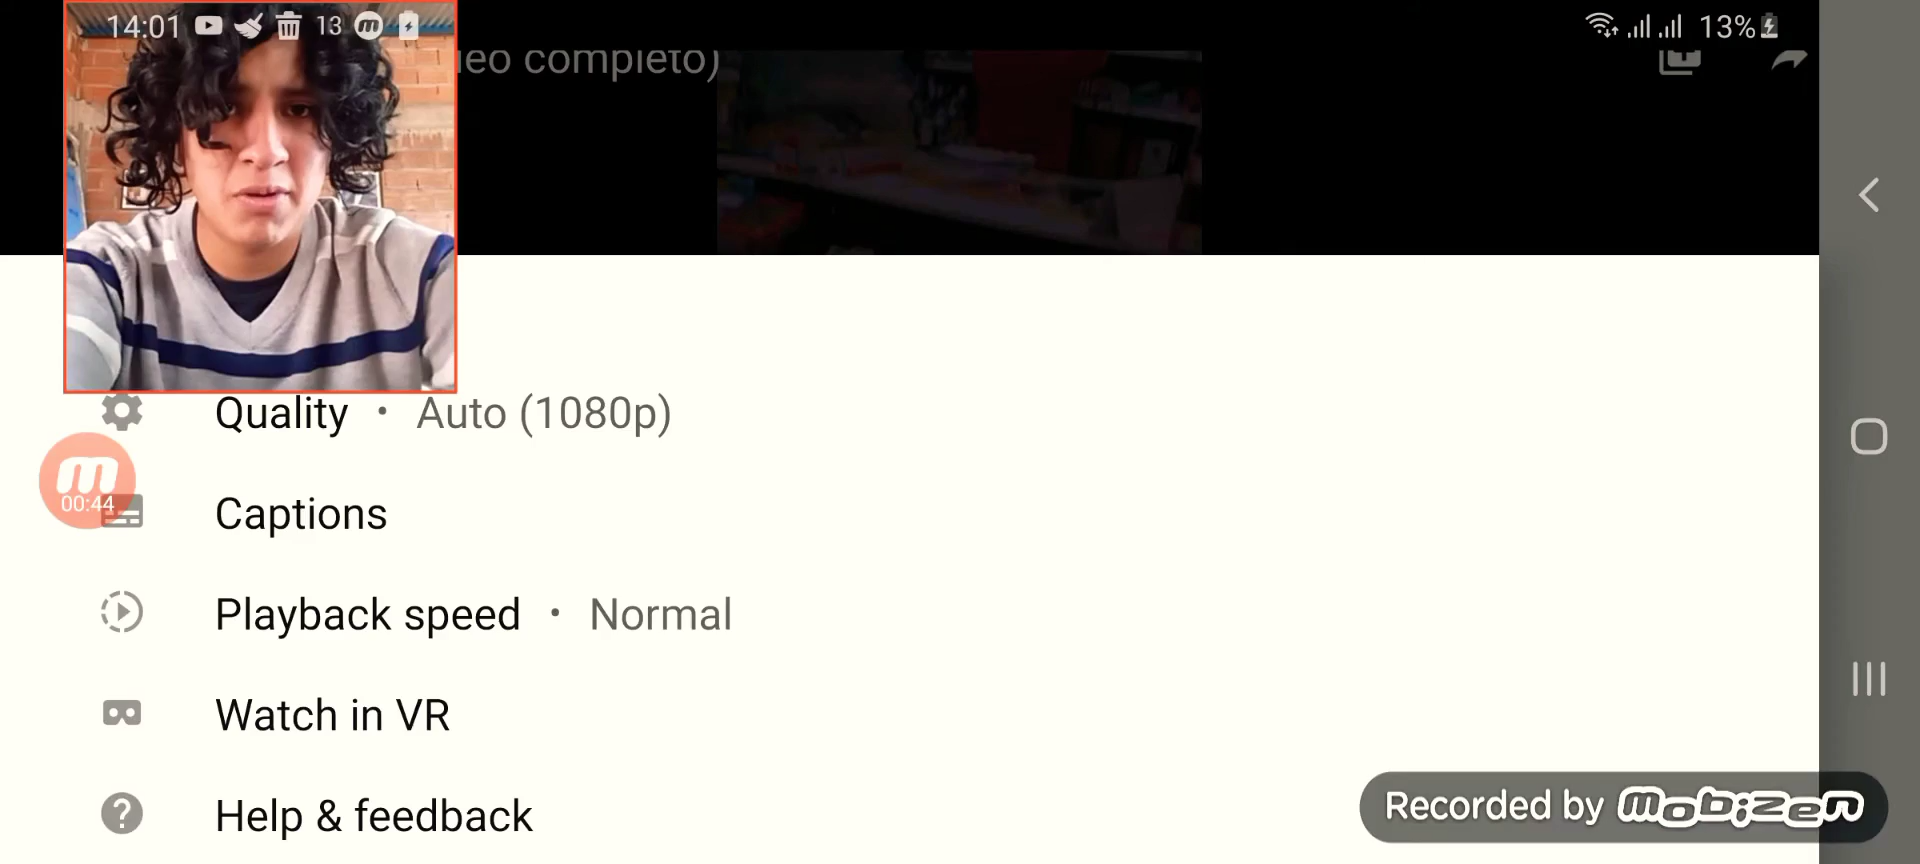 14:01 13 m 13%
leo completo)
Quality • Auto (1080p)
m
00:44
Captions
Playback speed • Normal
Watch in VR
Help & feedback
Recorded by mobizen